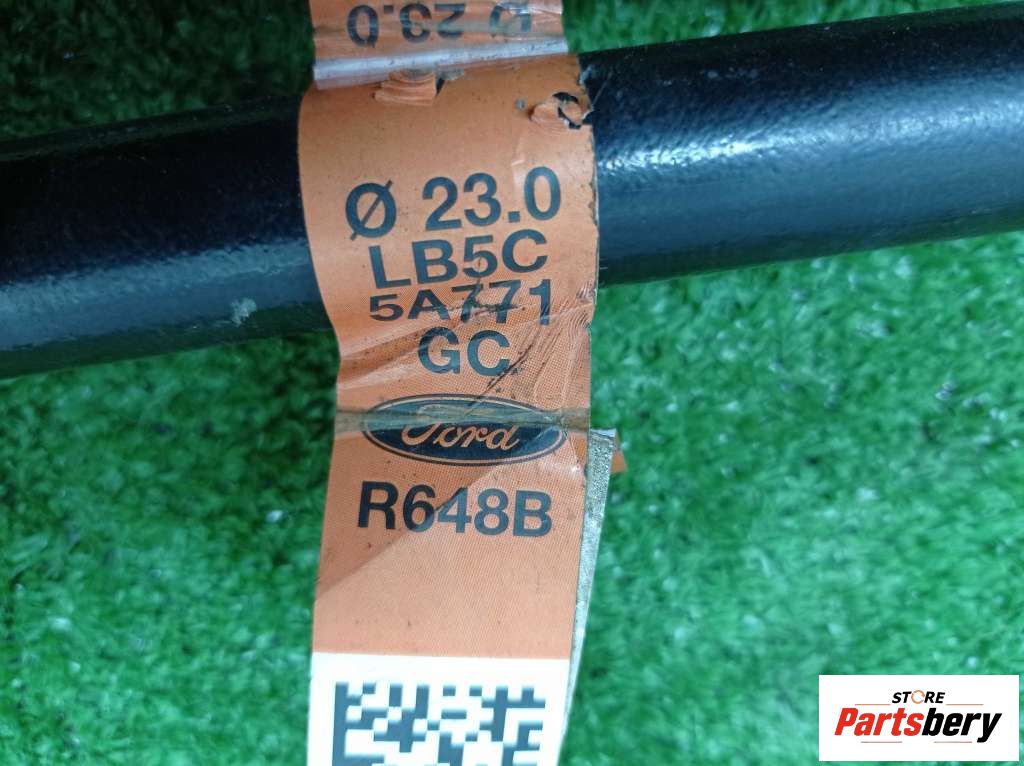 Ø 23.0
Ø 23.0
LB5C
5A771
GC
Ford
R648B
STORE
Partsbery